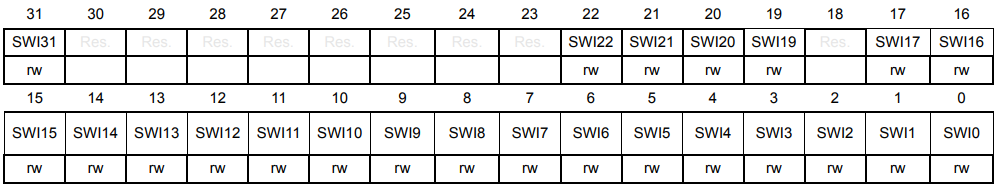 31 30 29 28 27 26 25 24 23 22 21 20 19 18 17 16
SWI31 Res. Res. Res. Res. Res. Res. Res. Res. SWI22 SWI21 SWI20 SWI19 Res. SWI17 SWI16
rw rw rw rw rw rw rw
15 14 13 12 11 10 9 8 7 6 5 4 3 2 1 0
SWI15 SWI14 SWI13 SWI12 SWI11 SWI10 SWI9 SWI8 SWI7 SWI6 SWI5 SWI4 SWI3 SWI2 SWI1 SWI0
rw rw rw rw rw rw rw rw rw rw rw rw rw rw rw rw